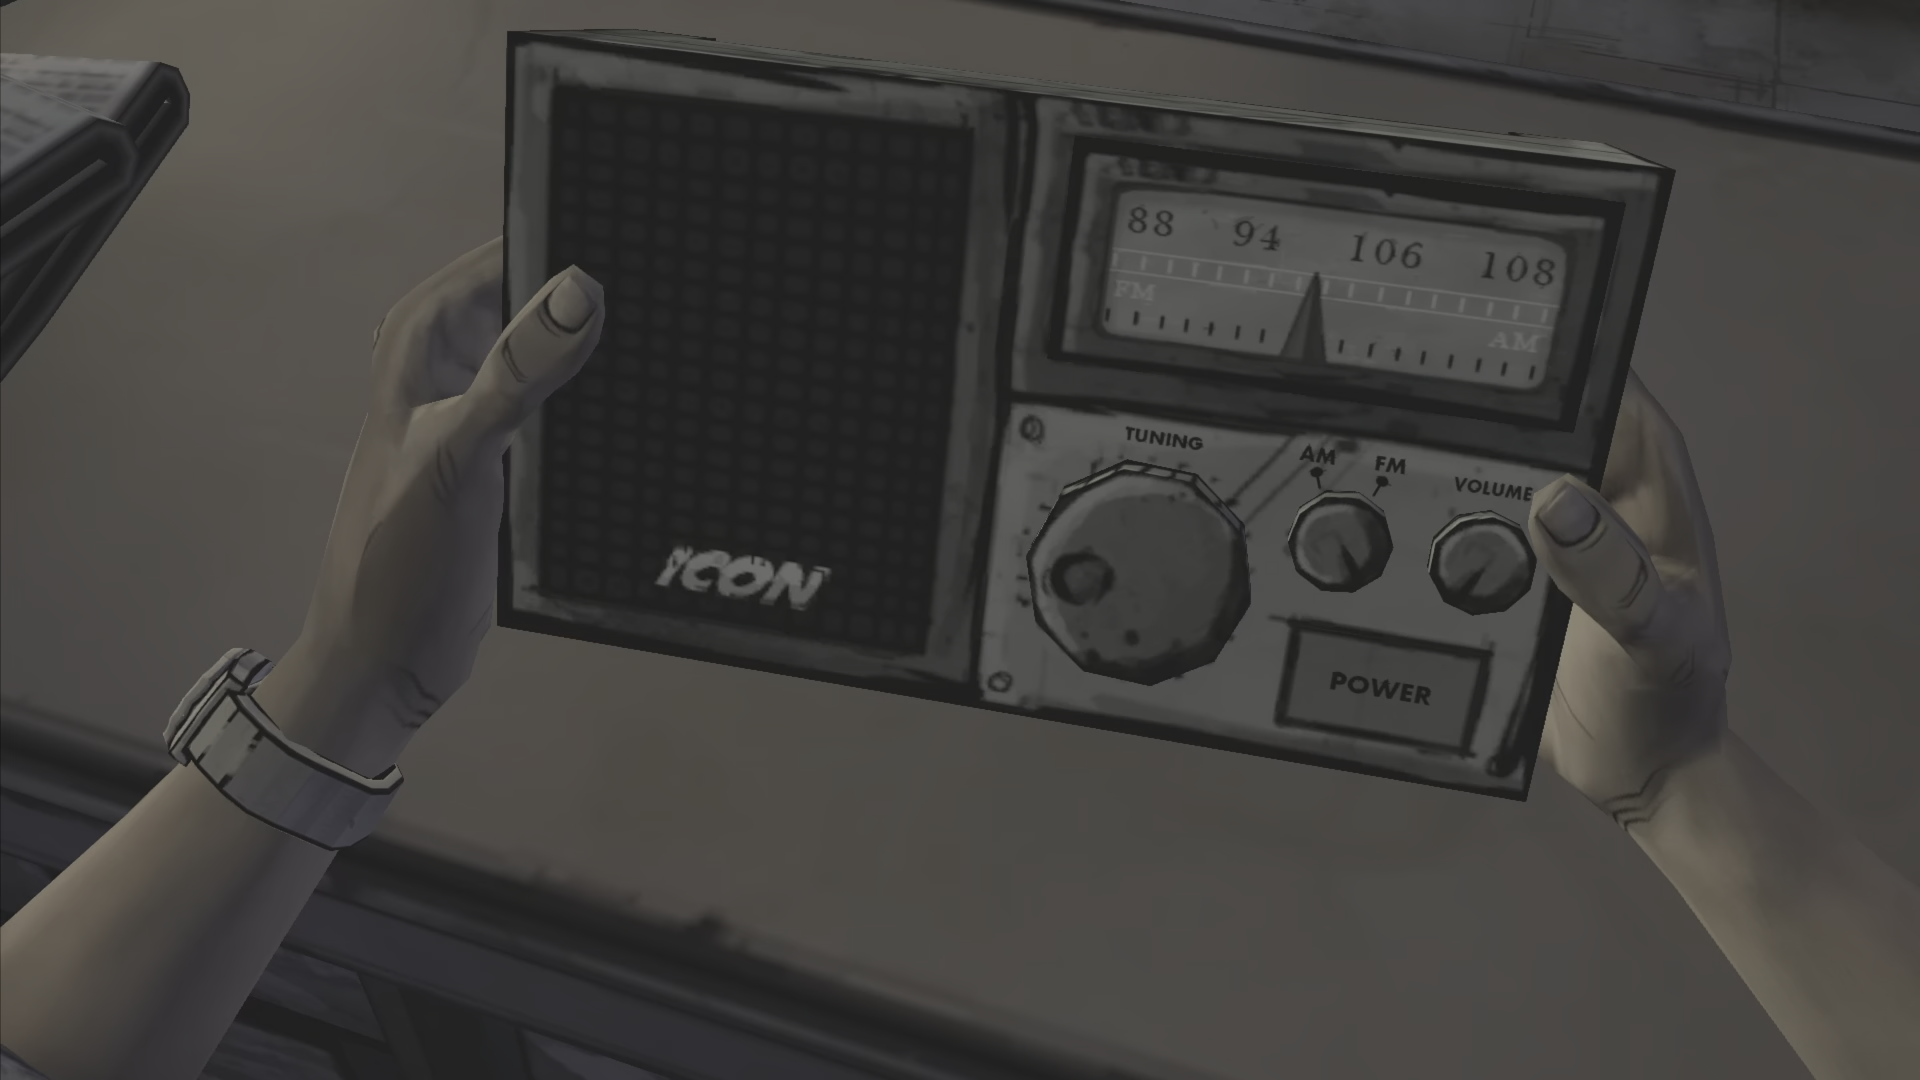 88 94 106 108
FM
AM
TUNING
AM FM
VOLUME
ICON
POWER